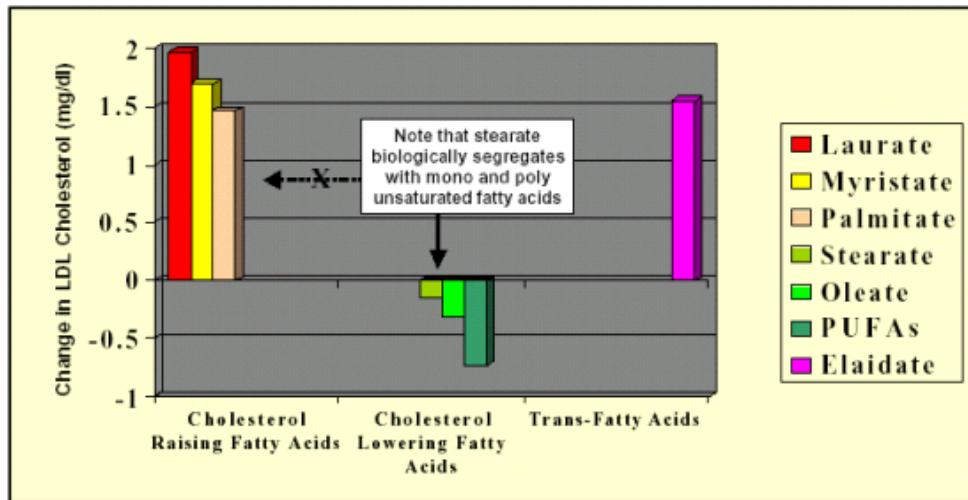 Change in LDL Cholesterol (mg/dl)
2
1.5
1
0.5
0
-0.5
-1
Note that stearate
biologically segregates
with mono and poly
unsaturated fatty acids
X
Cholesterol
Raising Fatty Acids
Cholesterol
Lowering Fatty
Acids
Trans-Fatty Acids
Laurate
Myristate
Palmitate
Stearate
Oleate
PUFAs
Elaidate